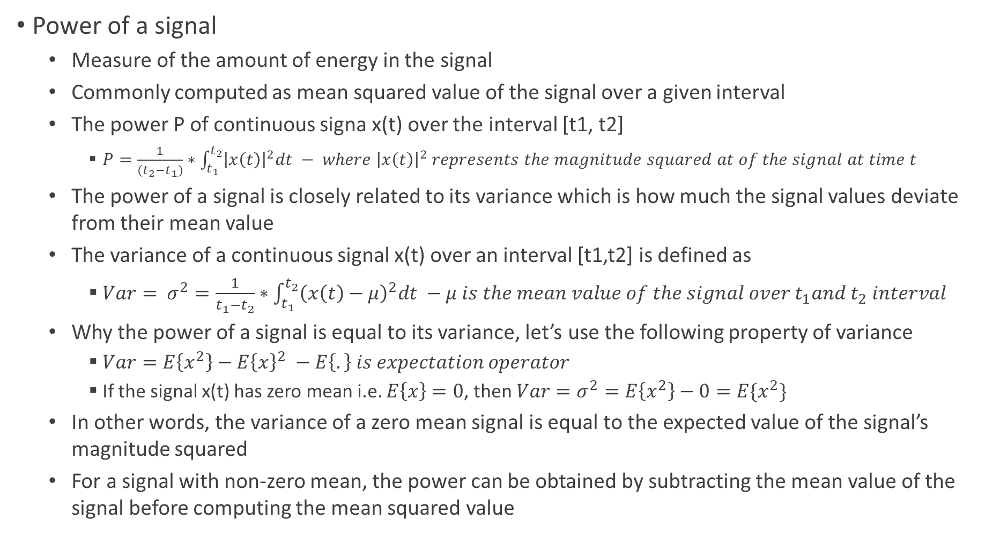 • Power of a signal
• Measure of the amount of energy in the signal
• Commonly computed as mean squared value of the signal over a given interval
• The power P of continuous signa x(t) over the interval [t1, t2]
▪ P = \frac{1}{(t_2−t_1)} * ∫_{t_1}^{t_2} |x(t)|^2 dt − where |x(t)|^2 represents the magnitude squared at of the signal at time t
• The power of a signal is closely related to its variance which is how much the signal values deviate
from their mean value
• The variance of a continuous signal x(t) over an interval [t1,t2] is defined as
▪ Var = σ^2 = \frac{1}{t_1−t_2} * ∫_{t_1}^{t_2} (x(t) − μ)^2 dt − μ is the mean value of the signal over t_1 and t_2 interval
• Why the power of a signal is equal to its variance, let’s use the following property of variance
▪ Var = E{x^2} − E{x}^2 − E{.} is expectation operator
▪ If the signal x(t) has zero mean i.e. E{x} = 0, then Var = σ^2 = E{x^2} − 0 = E{x^2}
• In other words, the variance of a zero mean signal is equal to the expected value of the signal’s
magnitude squared
• For a signal with non-zero mean, the power can be obtained by subtracting the mean value of the
signal before computing the mean squared value